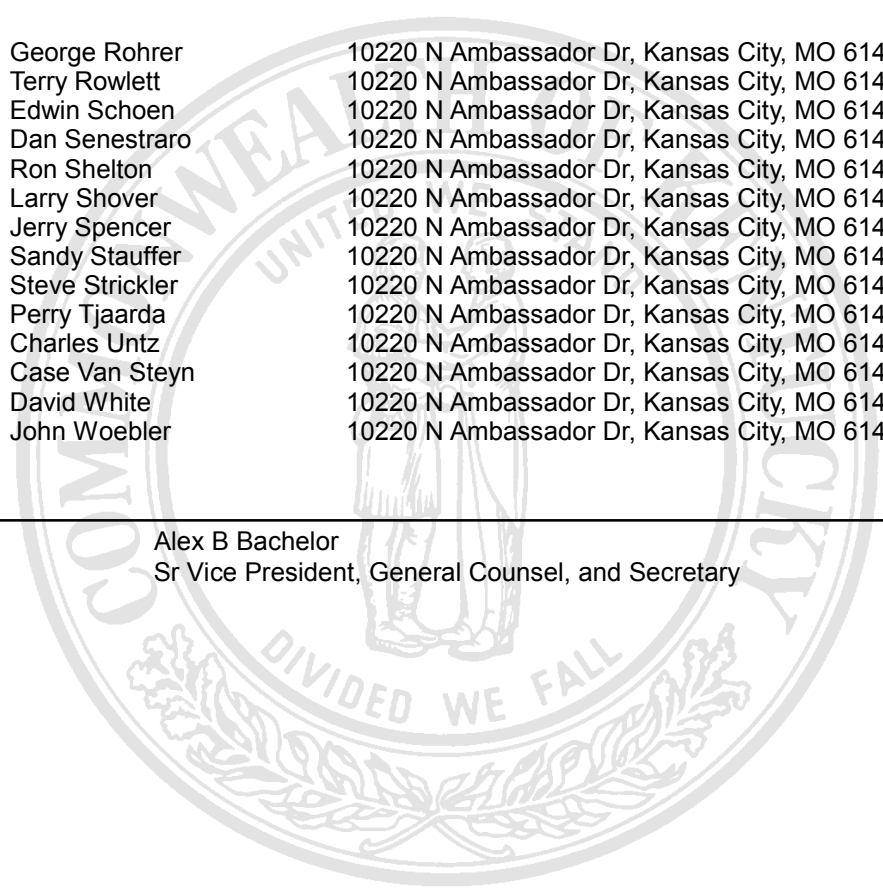 George Rohrer 10220 N Ambassador Dr, Kansas City, MO 614
Terry Rowlett 10220 N Ambassador Dr, Kansas City, MO 614
Edwin Schoen 10220 N Ambassador Dr, Kansas City, MO 614
Dan Senestraro 10220 N Ambassador Dr, Kansas City, MO 614
Ron Shelton 10220 N Ambassador Dr, Kansas City, MO 614
Larry Shover 10220 N Ambassador Dr, Kansas City, MO 614
Jerry Spencer 10220 N Ambassador Dr, Kansas City, MO 614
Sandy Stauffer 10220 N Ambassador Dr, Kansas City, MO 614
Steve Strickler 10220 N Ambassador Dr, Kansas City, MO 614
Perry Tjaarda 10220 N Ambassador Dr, Kansas City, MO 614
Charles Untz 10220 N Ambassador Dr, Kansas City, MO 614
Case Van Steyn 10220 N Ambassador Dr, Kansas City, MO 614
David White 10220 N Ambassador Dr, Kansas City, MO 614
John Woebler 10220 N Ambassador Dr, Kansas City, MO 614
Alex B Bachelor
Sr Vice President, General Counsel, and Secretary
COMMONWEALTH OF KENTUCKY
UNITED WE STAND
DIVIDED WE FALL